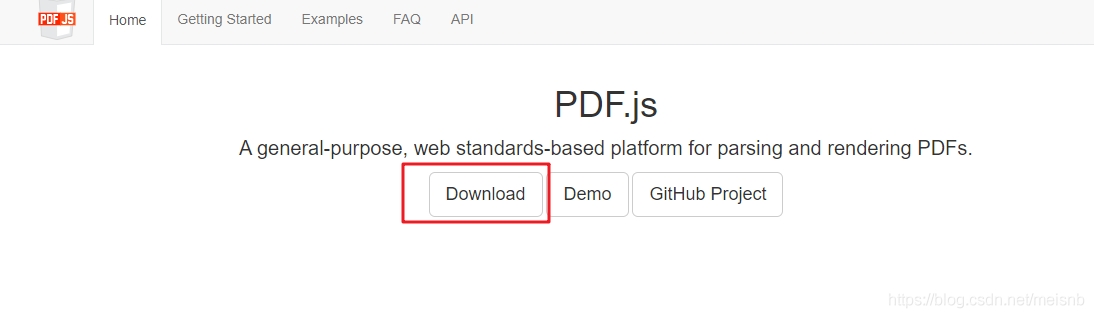 PDF JS
Home Getting Started Examples FAQ API
PDF.js
A general-purpose, web standards-based platform for parsing and rendering PDFs.
Download Demo GitHub Project
https://blog.csdn.net/meisnb